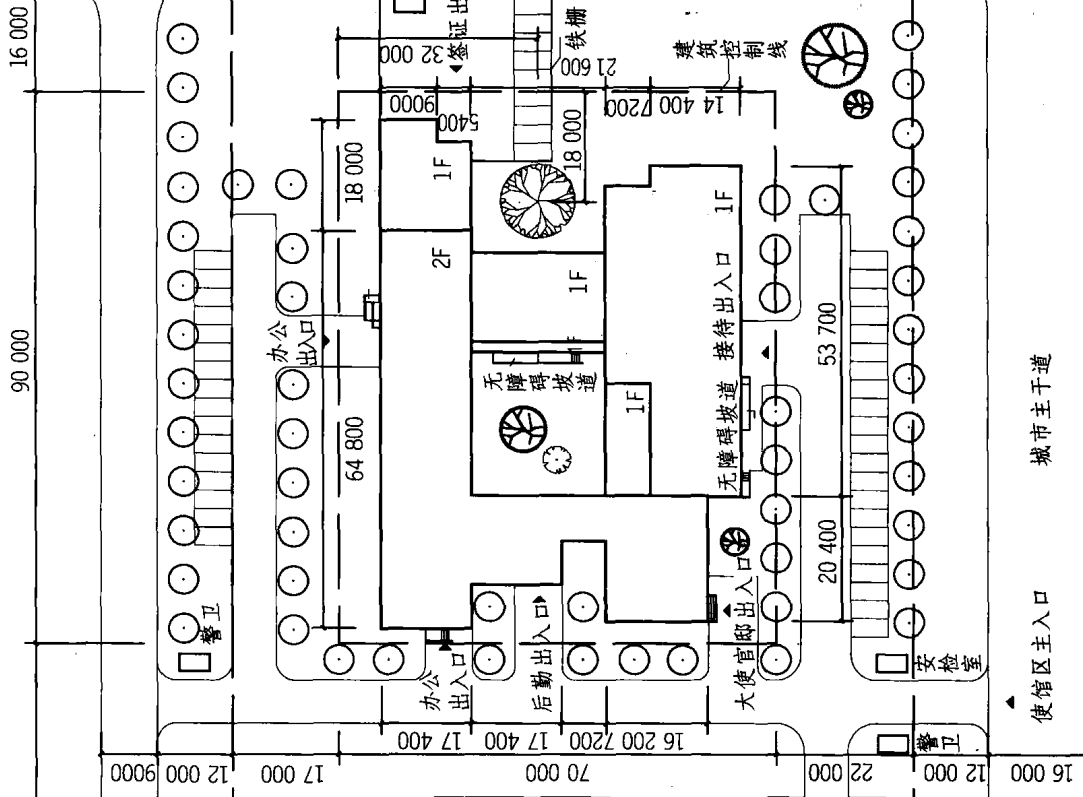 16 000
90 000
签证出
铁栅
建筑控制线
32 000
21 600
9000
5400
7200
14 400
18 000
18 000
1F
2F
1F
1F
1F
1F
办公
出入口
64 800
无障碍坡道
接待出入口
53 700
无障碍坡道
20 400
警卫
办公
出入口
后勤出入口
大使官邸出入口
安检室
警卫
城市主干道
使馆区主入口
17 400
17 400
7200
16 200
9000
12 000
17 000
70 000
22 000
12 000
16 000